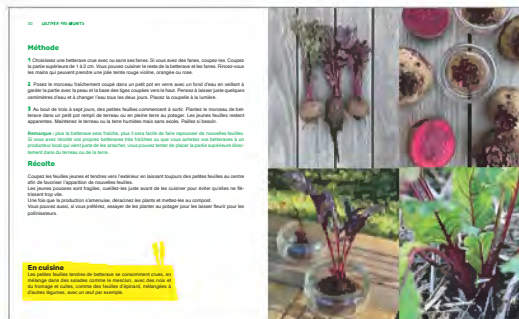 Méthode
1 Choisissez une betterave crue avec ou sans ses fanes. Si vous avez des fanes, coupez-les. Coupez
la partie supérieure de 1 à 2 cm. Vous pouvez cuisiner le reste de la betterave et les fanes. Rincez-vous
les mains qui peuvent prendre une jolie teinte rouge violine, orangée ou rose.
2 Posez le morceau fraîchement coupé dans un petit pot en verre avec un fond d'eau en veillant à
garder la partie avec la peau et la base des tiges coupées vers le haut. Pensez à laisser juste quelques
centimètres d'eau et à changer l'eau tous les deux jours. Placez la coupelle à la lumière.
3 Au bout de trois à sept jours, des petites feuilles commencent à sortir. Plantez le morceau de bet-
terave dans un petit pot rempli de terreau ou en pleine terre au potager. Les jeunes feuilles restent
apparentes. Maintenez le terreau ou la terre humides mais sans excès. Paillez si besoin.
Remarque : plus la betterave sera fraîche, plus il sera facile de faire repousser de nouvelles feuilles.
Si vous avez récolté vos propres betteraves très fraîches ou que vous achetez vos betteraves à un
producteur local qui vient juste de les arracher, vous pouvez tenter de placer la partie supérieure direc-
tement dans du terreau ou de la terre.
Récolte
Coupez les feuilles jeunes et tendres vers l'extérieur en laissant toujours des petites feuilles au centre
afin de favoriser l'apparition de nouvelles feuilles.
Les jeunes pousses sont fragiles, cueillez-les juste avant de les cuisiner pour éviter qu'elles ne flé-
trissent trop vite.
Une fois que la production s'amenuise, déracinez les plants et mettez-les au compost.
Vous pouvez aussi, si vous préférez, essayer de les planter au potager pour les laisser fleurir pour les
pollinisateurs.
En cuisine
Les petites feuilles tendres de betterave se consomment crues, en
mélange dans des salades comme le mesclun, avec des noix et
du fromage et cuites, comme des feuilles d'épinard, mélangées à
d'autres légumes, avec un œuf par exemple.